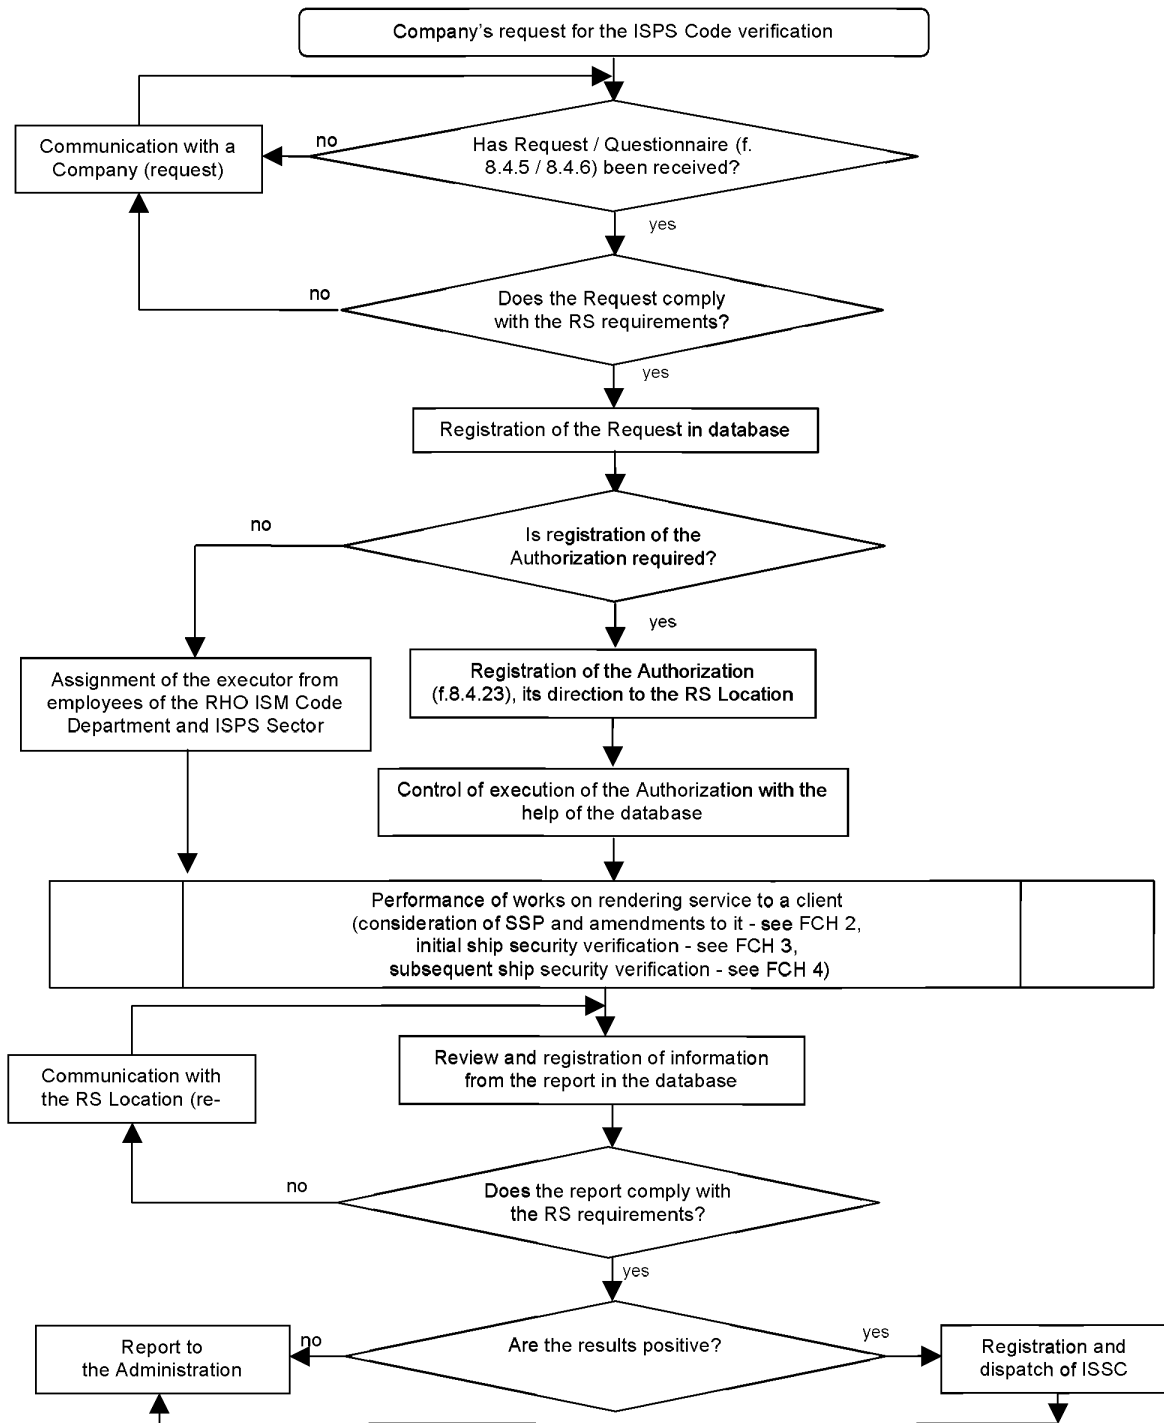 Company's request for the ISPS Code verification
Communication with a
Company (request)
no
Has Request / Questionnaire (f.
8.4.5 / 8.4.6) been received?
yes
no
Does the Request comply
with the RS requirements?
yes
Registration of the Request in database
no
Is registration of the
Authorization required?
yes
Assignment of the executor from
employees of the RHO ISM Code
Department and ISPS Sector
Registration of the Authorization
(f.8.4.23), its direction to the RS Location
Control of execution of the Authorization with the
help of the database
Performance of works on rendering service to a client
(consideration of SSP and amendments to it - see FCH 2,
initial ship security verification - see FCH 3,
subsequent ship security verification - see FCH 4)
Communication with
the RS Location (re-
Review and registration of information
from the report in the database
no
Does the report comply with
the RS requirements?
yes
Report to
the Administration
no
Are the results positive?
yes
Registration and
dispatch of ISSC